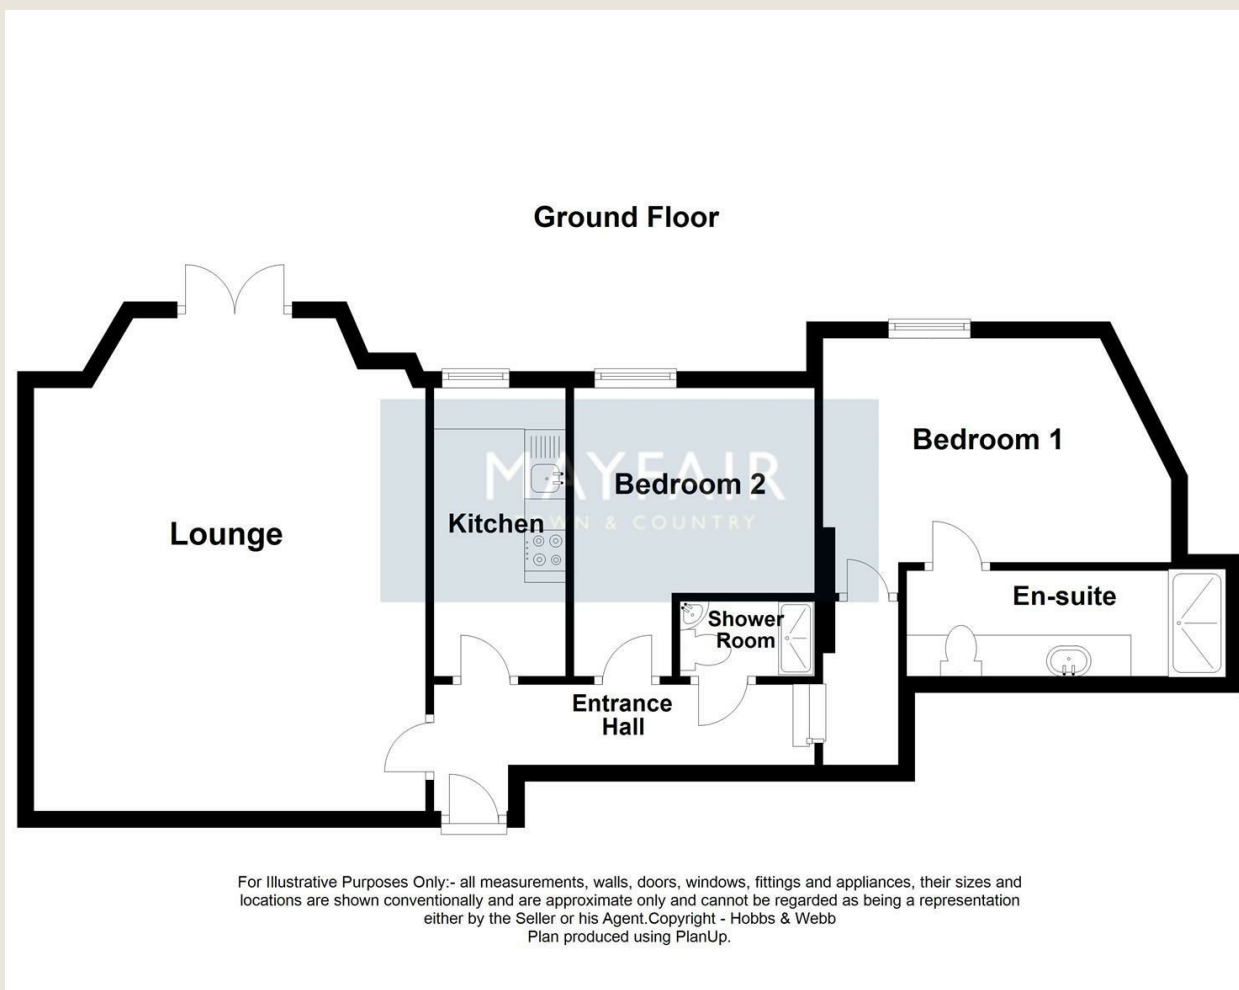 Ground Floor
Bedroom 1
MAYFAIR
Bedroom 2
TOWN & COUNTRY
Kitchen
Lounge
En-suite
Shower
Room
Entrance
Hall
For Illustrative Purposes Only:- all measurements, walls, doors, windows, fittings and appliances, their sizes and
locations are shown conventionally and are approximate only and cannot be regarded as being a representation
either by the Seller or his Agent.Copyright - Hobbs & Webb
Plan produced using PlanUp.